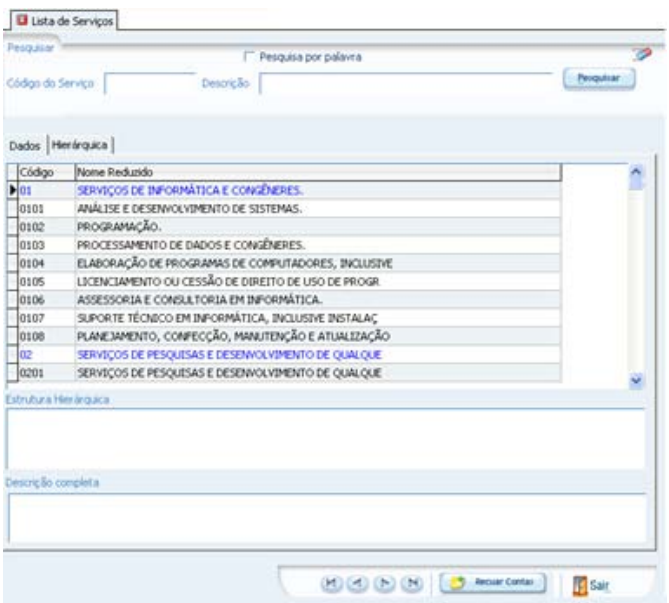 Lista de Serviços
Pesquisar
Pesquisa por palavra
Código do Serviço
Descrição
Pesquisar
Dados Hierárquica
Código Nome Reduzido
01 SERVIÇOS DE INFORMÁTICA E CONGÊNERES.
0101 ANÁLISE E DESENVOLVIMENTO DE SISTEMAS.
0102 PROGRAMAÇÃO.
0103 PROCESSAMENTO DE DADOS E CONGÊNERES.
0104 ELABORAÇÃO DE PROGRAMAS DE COMPUTADORES, INCLUSIVE
0105 LICENCIAMENTO OU CESSÃO DE DIREITO DE USO DE PROGR
0106 ASSESSORIA E CONSULTORIA EM INFORMÁTICA.
0107 SUPORTE TÉCNICO EM INFORMÁTICA, INCLUSIVE INSTALAÇ
0108 PLANEJAMENTO, CONFECÇÃO, MANUTENÇÃO E ATUALIZAÇÃO
02 SERVIÇOS DE PESQUISAS E DESENVOLVIMENTO DE QUALQUE
0201 SERVIÇOS DE PESQUISAS E DESENVOLVIMENTO DE QUALQUE
Estrutura Hierárquica
Descrição completa
Recuar Contas
Sair